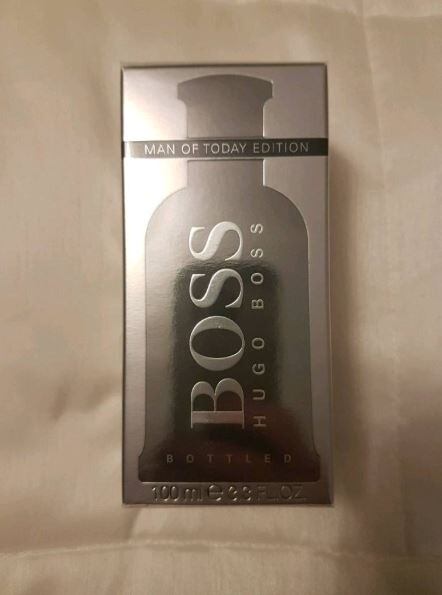 MAN OF TODAY EDITION
BOSS
HUGO BOSS
BOTTLED
100 ml e 3.3 FL.OZ.